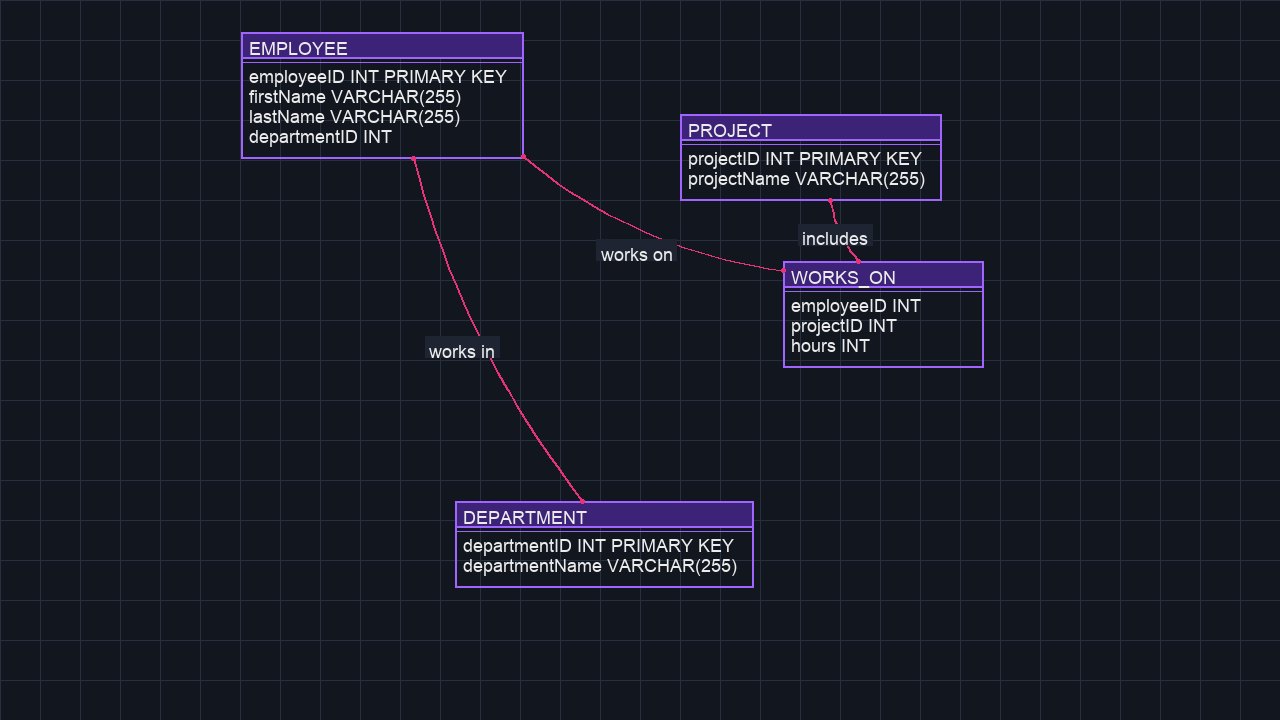 EMPLOYEE
employeeID INT PRIMARY KEY
firstName VARCHAR(255)
lastName VARCHAR(255)
departmentID INT
PROJECT
projectID INT PRIMARY KEY
projectName VARCHAR(255)
includes
works on
WORKS_ON
employeeID INT
projectID INT
hours INT
works in
DEPARTMENT
departmentID INT PRIMARY KEY
departmentName VARCHAR(255)